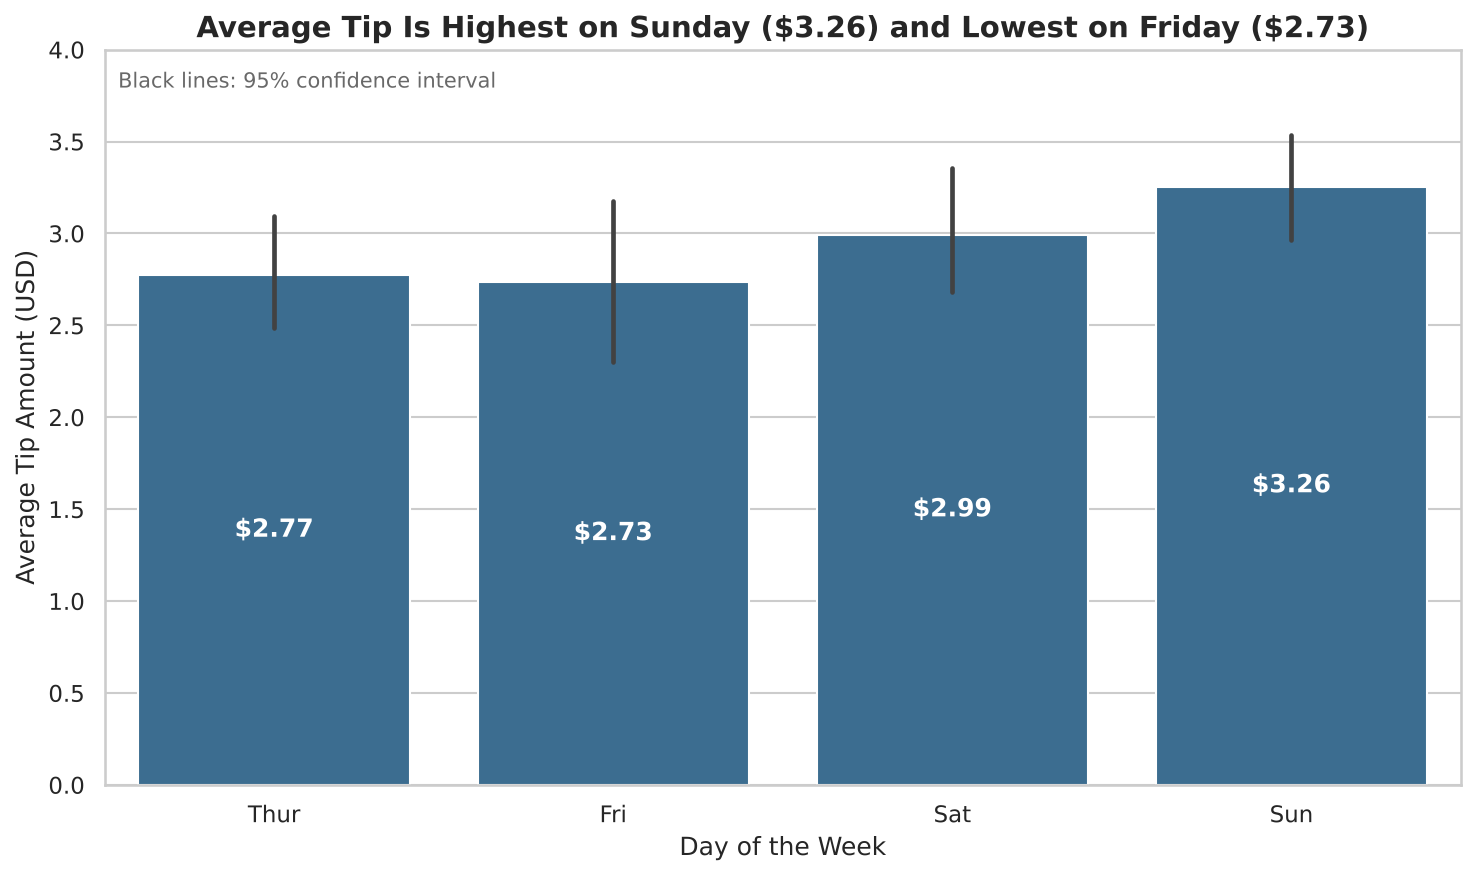 Average Tip Is Highest on Sunday ($3.26) and Lowest on Friday ($2.73)
Black lines: 95% confidence interval
Average Tip Amount (USD)
4.0
3.5
3.0
2.5
2.0
1.5
1.0
0.5
0.0
$2.77
$2.73
$2.99
$3.26
Thur
Fri
Sat
Sun
Day of the Week